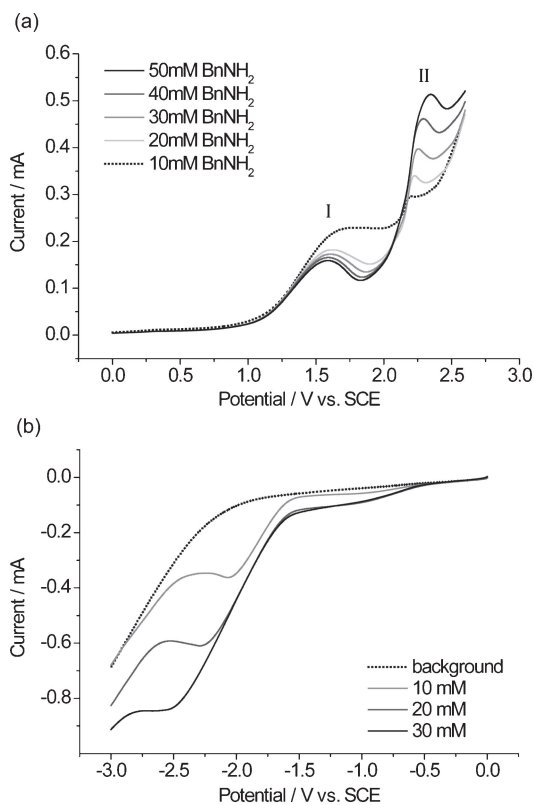 (a)
0.6
0.5
0.4
0.3
0.2
0.1
0.0
Current / mA
50mM BnNH₂
40mM BnNH₂
30mM BnNH₂
20mM BnNH₂
10mM BnNH₂
I
II
0.0 0.5 1.0 1.5 2.0 2.5 3.0
Potential / V vs. SCE
(b)
0.0
-0.2
-0.4
-0.6
-0.8
Current / mA
background
10 mM
20 mM
30 mM
-3.0 -2.5 -2.0 -1.5 -1.0 -0.5 0.0
Potential / V vs. SCE